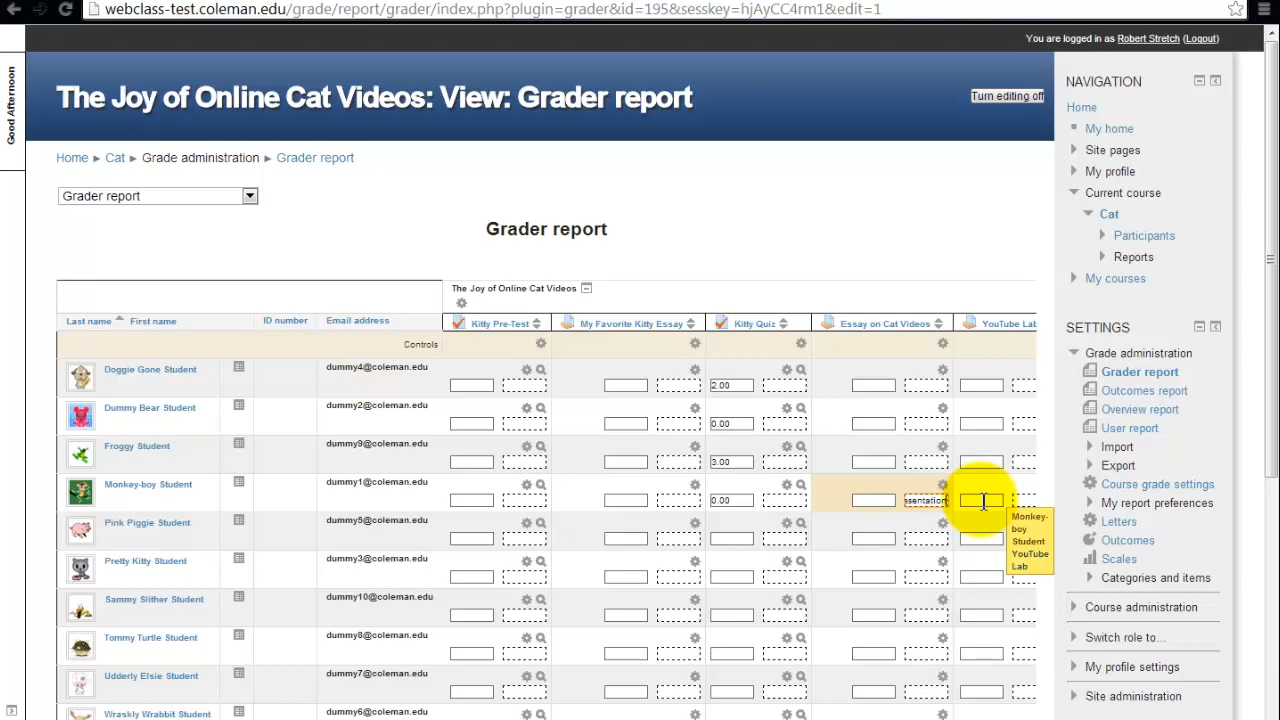 webclass-test.coleman.edu/grade/report/grader/index.php?plugin=grader&id=195&sesskey=hjAyCC4rm1&edit=1
You are logged in as Robert Stretch (Logout)
Good Afternoon
The Joy of Online Cat Videos: View: Grader report
Turn editing off
Home ► Cat ► Grade administration ► Grader report
Grader report
Grader report
The Joy of Online Cat Videos
Last name First name ID number Email address Kitty Pre-Test My Favorite Kitty Essay Kitty Quiz Essay on Cat Videos YouTube Lab
Controls
Doggie Gone Student dummy4@coleman.edu 2.00
Dummy Bear Student dummy2@coleman.edu 0.00
Froggy Student dummy9@coleman.edu 3.00
Monkey-boy Student dummy1@coleman.edu 0.00 esentation
Monkey-
boy
Student
YouTube
Lab
Pink Piggie Student dummy5@coleman.edu
Pretty Kitty Student dummy3@coleman.edu
Sammy Slither Student dummy10@coleman.edu
Tommy Turtle Student dummy8@coleman.edu
Udderly Elsie Student dummy7@coleman.edu
Wraskly Wrabbit Student dummy6@coleman.edu
NAVIGATION
Home
My home
Site pages
My profile
Current course
Cat
Participants
Reports
My courses
SETTINGS
Grade administration
Grader report
Outcomes report
Overview report
User report
Import
Export
Course grade settings
My report preferences
Letters
Outcomes
Scales
Categories and items
Course administration
Switch role to...
My profile settings
Site administration